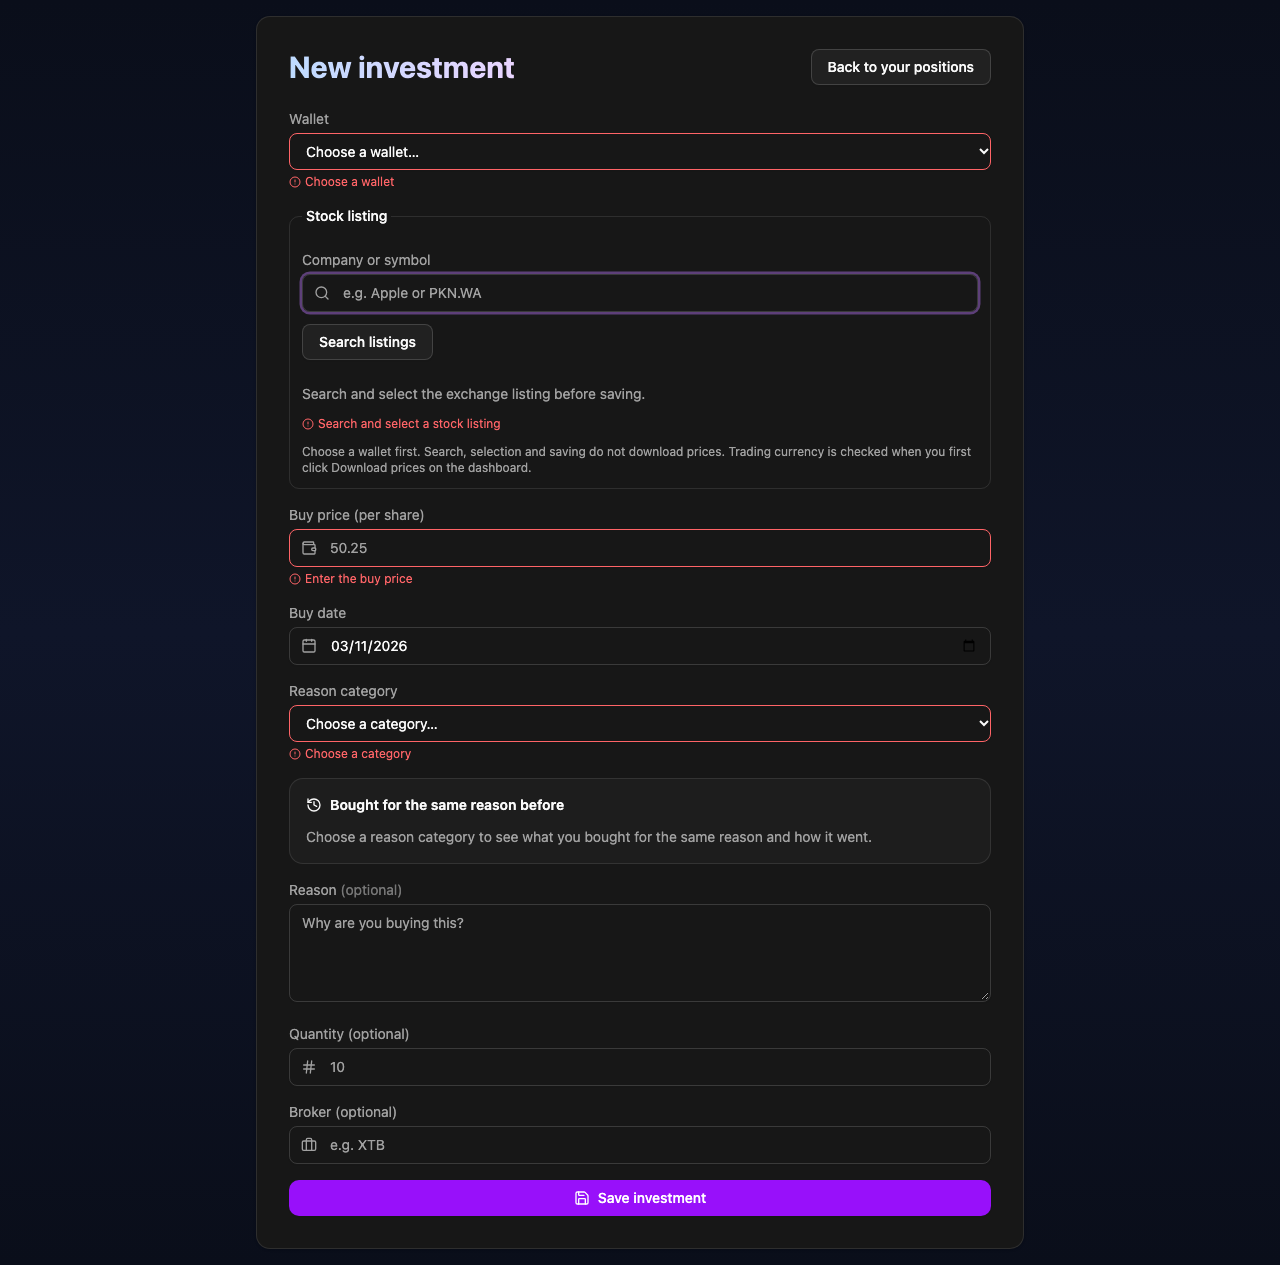 New investment
Back to your positions
Wallet
Choose a wallet...
Choose a wallet
Stock listing
Company or symbol
e.g. Apple or PKN.WA
Search listings
Search and select the exchange listing before saving.
Search and select a stock listing
Choose a wallet first. Search, selection and saving do not download prices. Trading currency is checked when you first
click Download prices on the dashboard.
Buy price (per share)
50.25
Enter the buy price
Buy date
03/11/2026
Reason category
Choose a category...
Choose a category
Bought for the same reason before
Choose a reason category to see what you bought for the same reason and how it went.
Reason (optional)
Why are you buying this?
Quantity (optional)
10
Broker (optional)
e.g. XTB
Save investment